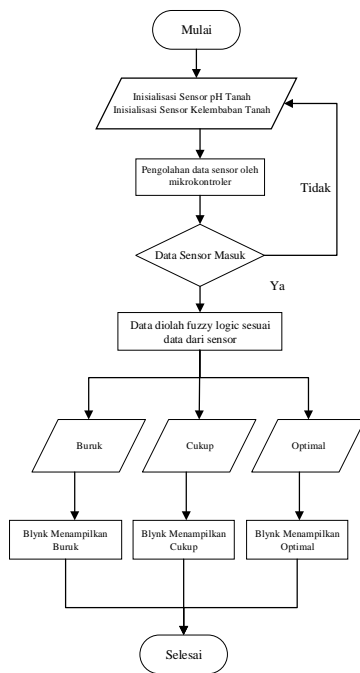 Mulai
Inisialisasi Sensor pH Tanah
Inisialisasi Sensor Kelembaban Tanah
Pengolahan data sensor oleh
mikrokontroler
Tidak
Data Sensor Masuk
Ya
Data diolah fuzzy logic sesuai
data dari sensor
Buruk
Cukup
Optimal
Blynk Menampilkan
Buruk
Blynk Menampilkan
Cukup
Blynk Menampilkan
Optimal
Selesai